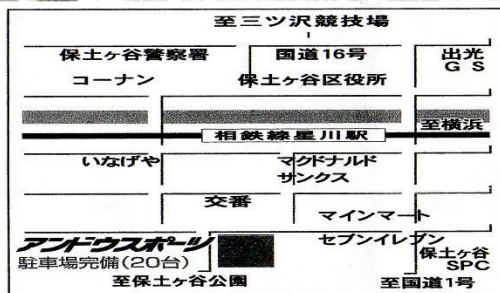 至三ツ沢競技場
保土ヶ谷警察署
国道16号
出光
GS
コーナン
保土ヶ谷区役所
相鉄線星川駅
至横浜
いなげや
マクドナルド
サンクス
交番
マインマート
アンドウスポーツ
セブンイレブン
駐車場完備(20台)
保土ヶ谷
SPC
至保土ヶ谷公園
至国道1号